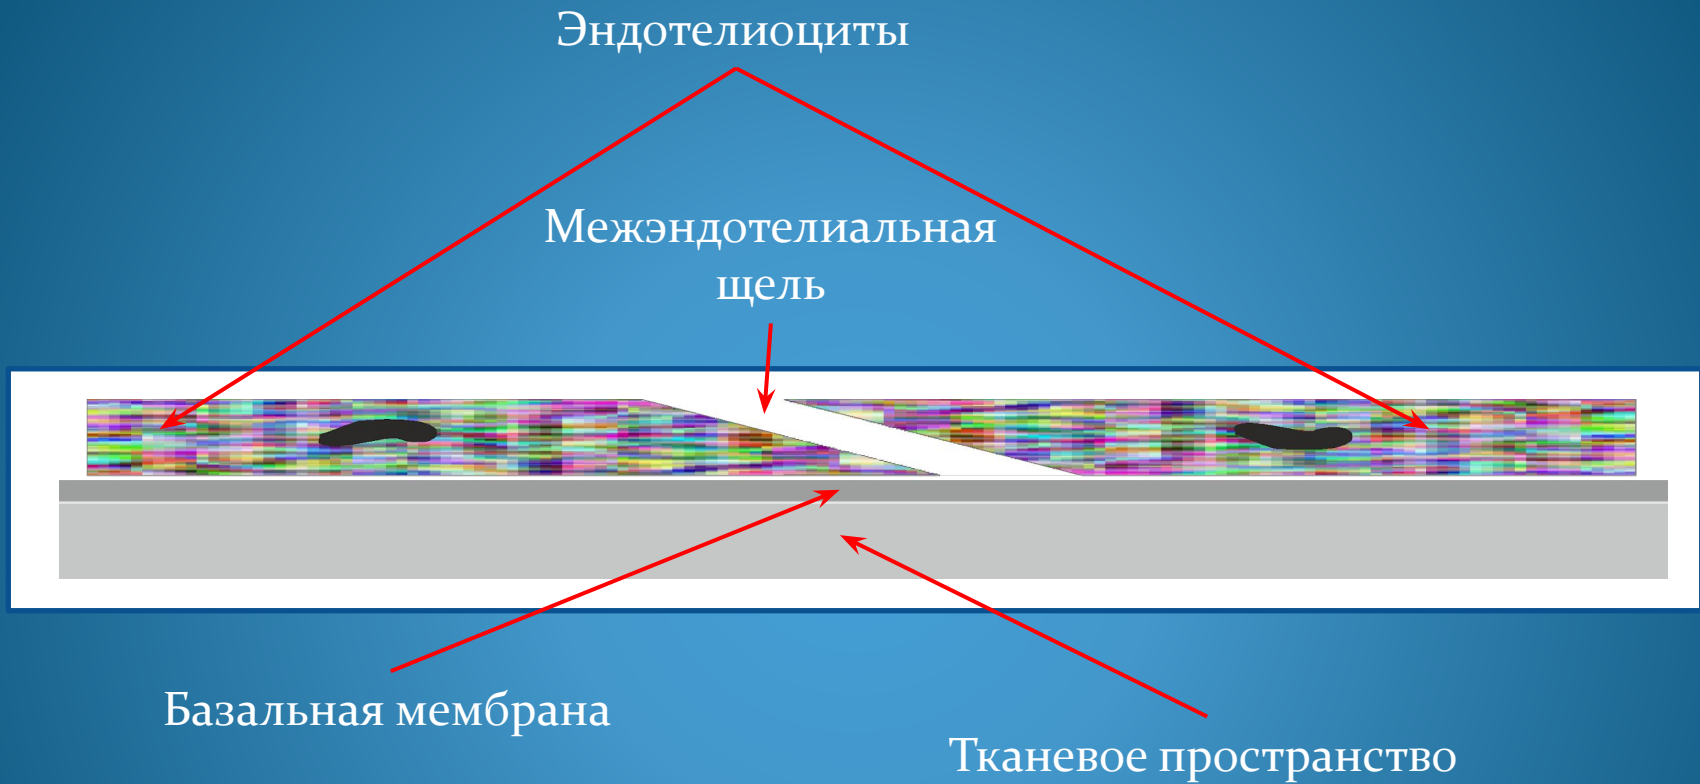 Эндотелиоциты
Межэндотелиальная
щель
Базальная мембрана
Тканевое пространство